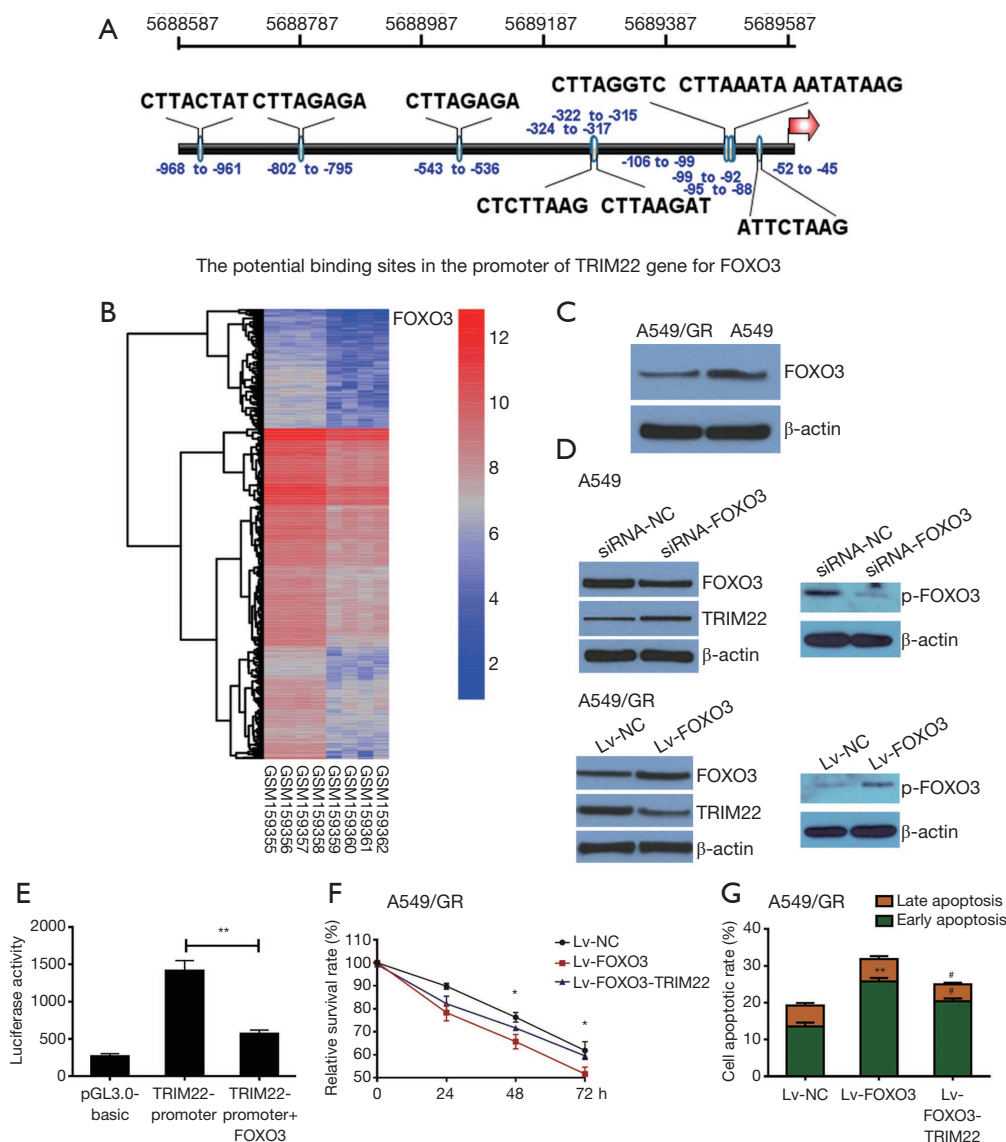 A
5688587 5688787 5688987 5689187 5689387 5689587
CTTACTAT CTTAGAGA CTTAGAGA CTTAGGTC CTTAAATA AATATAAG
-322 to -315
-324 to -317
-968 to -961 -802 to -795 -543 to -536 -106 to -99 -52 to -45
-99 to -92
-95 to -88
CTCTTAAG CTTAAGAT
ATTCTAAG
The potential binding sites in the promoter of TRIM22 gene for FOXO3
B
FOXO3
12
10
8
6
4
2
GSM159355
GSM159356
GSM159357
GSM159358
GSM159359
GSM159360
GSM159361
GSM159362
C
A549/GR A549
FOXO3
β-actin
D
A549
siRNA-NC siRNA-FOXO3
FOXO3
TRIM22
β-actin
siRNA-NC siRNA-FOXO3
p-FOXO3
β-actin
A549/GR
Lv-NC Lv-FOXO3
FOXO3
TRIM22
β-actin
Lv-NC Lv-FOXO3
p-FOXO3
β-actin
E
Luciferase activity
2000
1500
1000
500
0
**
pGL3.0-basic
TRIM22-promoter
TRIM22-promoter+FOXO3
F
A549/GR
Relative survival rate (%)
110
100
90
80
70
60
50
0 24 48 72 h
Lv-NC
Lv-FOXO3
Lv-FOXO3-TRIM22
*
*
G
A549/GR
Late apoptosis
Early apoptosis
Cell apoptotic rate (%)
40
30
20
10
0
**
#
#
Lv-NC Lv-FOXO3 Lv-FOXO3-TRIM22